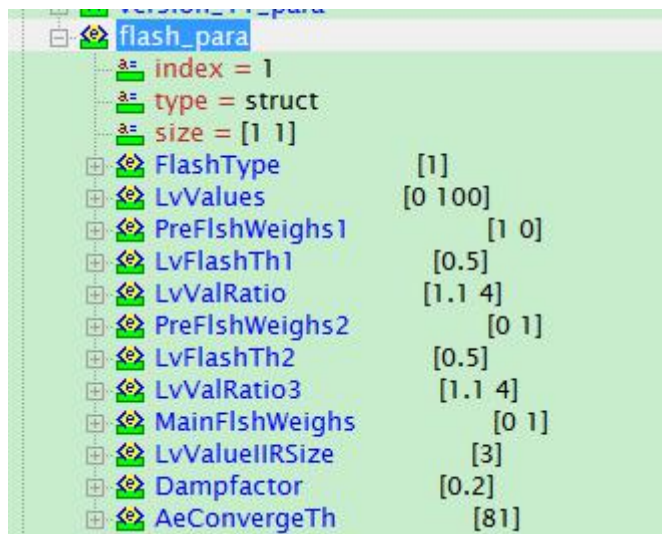 flash_para
index = 1
type = struct
size = [1 1]
FlashType [1]
LvValues [0 100]
PreFlshWeighs1 [1 0]
LvFlashTh1 [0.5]
LvValRatio [1.1 4]
PreFlshWeighs2 [0 1]
LvFlashTh2 [0.5]
LvValRatio3 [1.1 4]
MainFlshWeighs [0 1]
LvValueIIRSize [3]
Dampfactor [0.2]
AeConvergeTh [81]